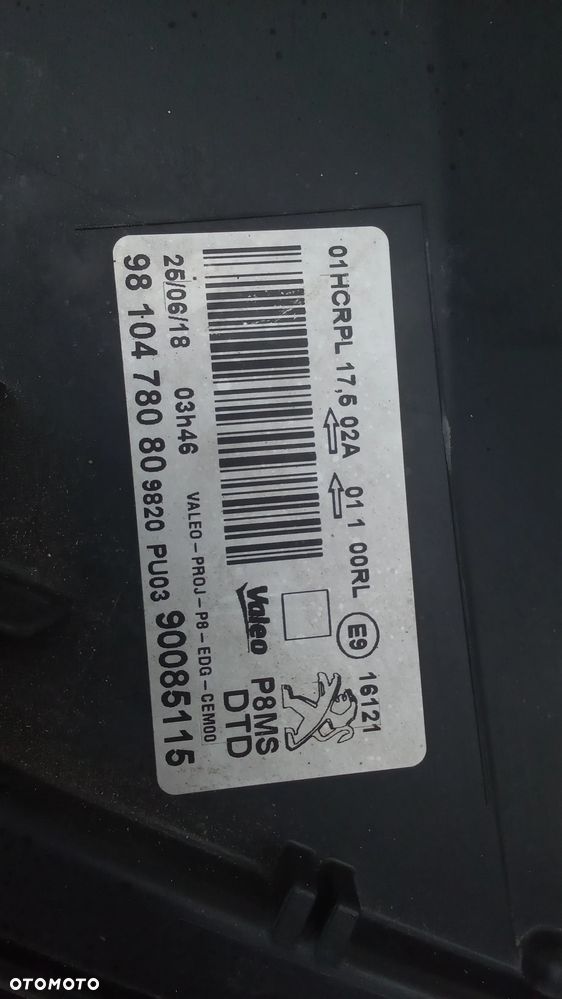 01HCRPL 17,5 02A 01 1 00RL E9 16121
Valeo
P8MS
DTD
25/06/18 03h46 VALEO-PROJ-P8-EDG-CEM00
98 104 780 80 9820 PU03 90085115
OTOMOTO